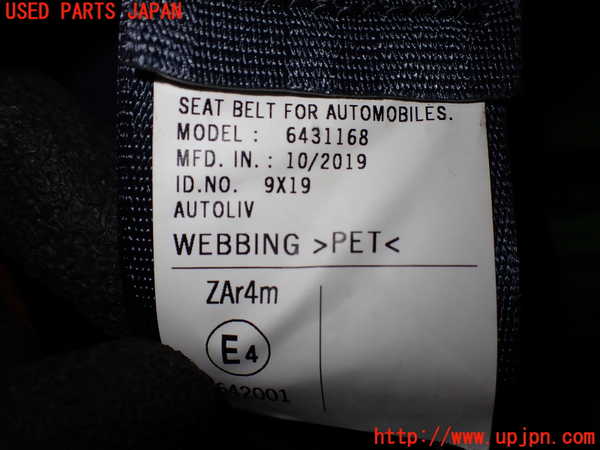 USED PARTS JAPAN
SEAT BELT FOR AUTOMOBILES.
MODEL : 6431168
MFD. IN. : 10/2019
ID.NO. 9X19
AUTOLIV
WEBBING >PET<
ZAr4m
E4
642001
http://www.upjpn.com/